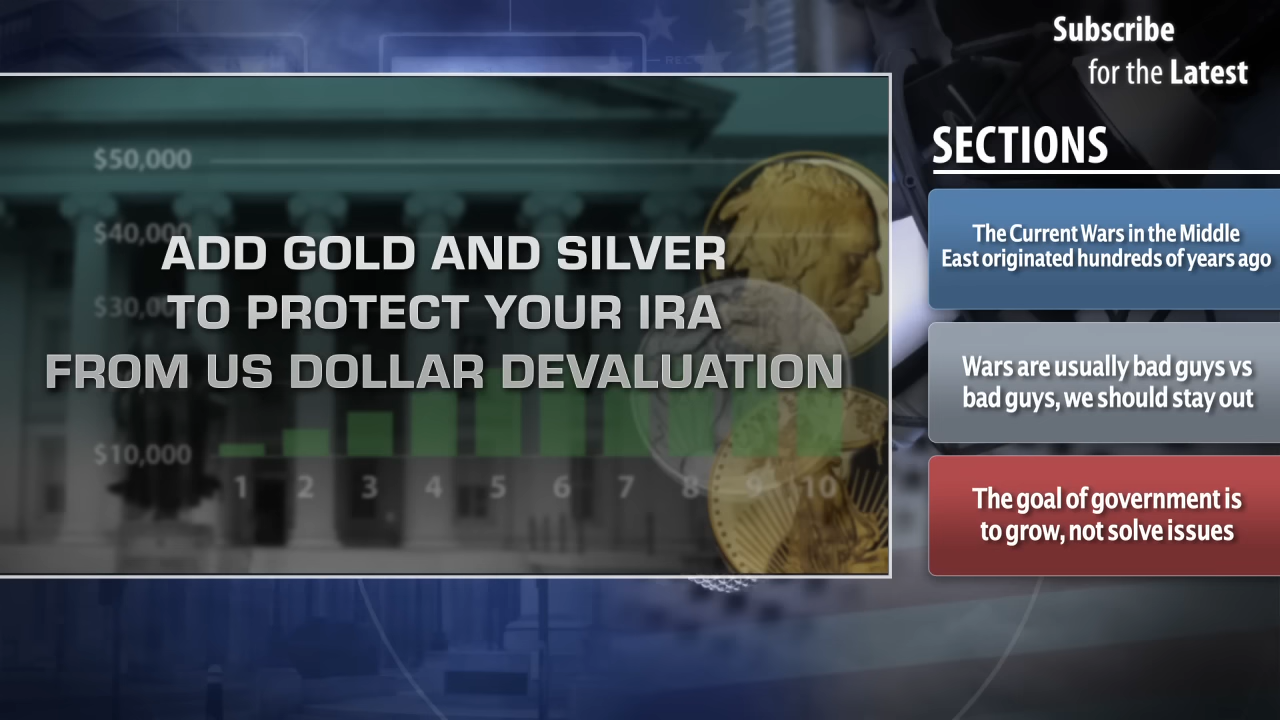 Subscribe
for the Latest
SECTIONS
The Current Wars in the Middle
East originated hundreds of years ago
Wars are usually bad guys vs
bad guys, we should stay out
The goal of government is
to grow, not solve issues
ADD GOLD AND SILVER
TO PROTECT YOUR IRA
FROM US DOLLAR DEVALUATION
$50,000
$40,000
$30,00
$10,000
1 2 3 4 5 6 7 8 9 10